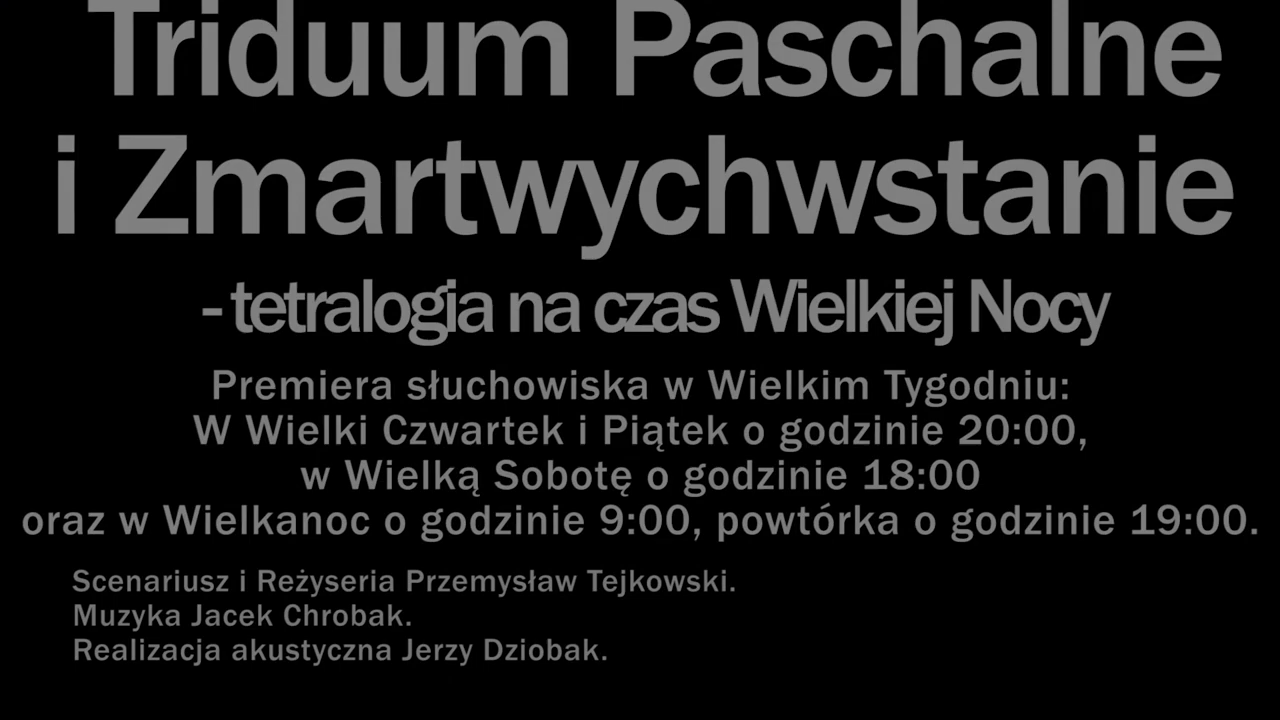 Triduum Paschalne
i Zmartwychwstanie
- tetralogia na czas Wielkiej Nocy
Premiera słuchowiska w Wielkim Tygodniu:
W Wielki Czwartek i Piątek o godzinie 20:00,
w Wielką Sobotę o godzinie 18:00
oraz w Wielkanoc o godzinie 9:00, powtórka o godzinie 19:00.
Scenariusz i Reżyseria Przemysław Tejkowski.
Muzyka Jacek Chrobak.
Realizacja akustyczna Jerzy Dziobak.